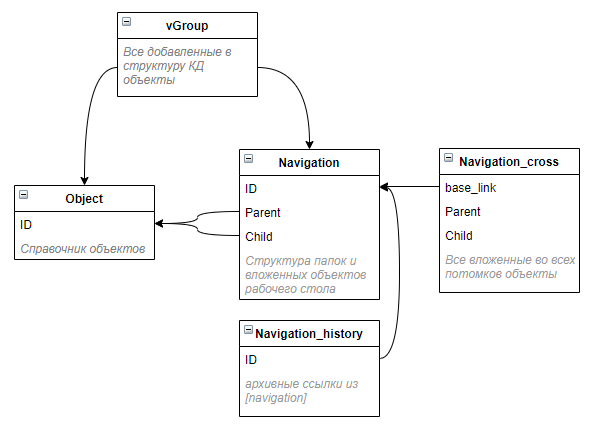 vGroup
Все добавленные в
структуру КД
объекты
Object
ID
Справочник объектов
Navigation
ID
Parent
Child
Структура папок и
вложенных объектов
рабочего стола
Navigation_cross
base_link
Parent
Child
Все вложенные во всех
потомков объекты
Navigation_history
ID
архивные ссылки из
[navigation]